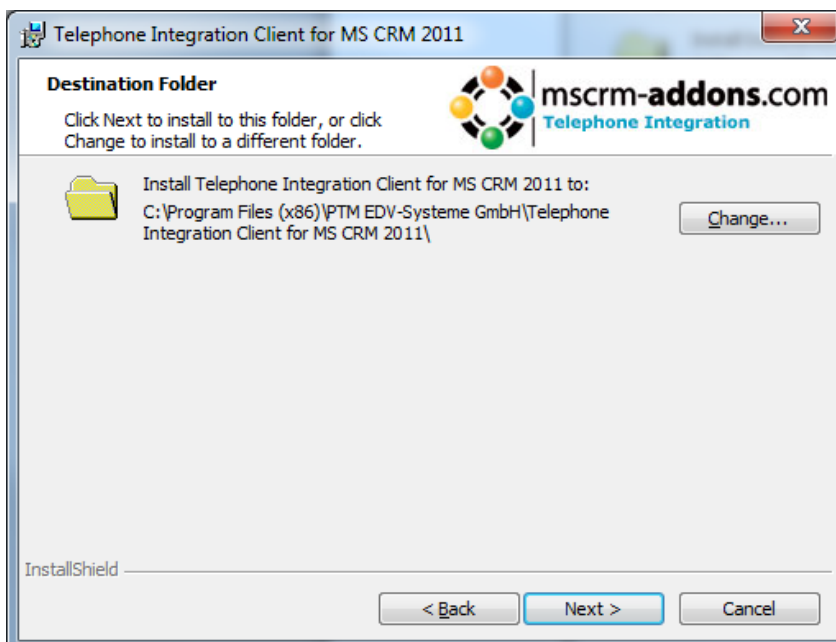 Telephone Integration Client for MS CRM 2011
Destination Folder
Click Next to install to this folder, or click
Change to install to a different folder.
mscrm-addons.com
Telephone Integration
Install Telephone Integration Client for MS CRM 2011 to:
C:\Program Files (x86)\PTM EDV-Systeme GmbH\Telephone
Integration Client for MS CRM 2011\
Change...
InstallShield
< Back
Next >
Cancel